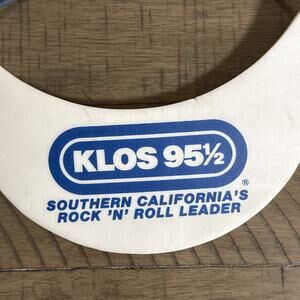 KLOS 95½
®
SOUTHERN CALIFORNIA'S
ROCK 'N' ROLL LEADER